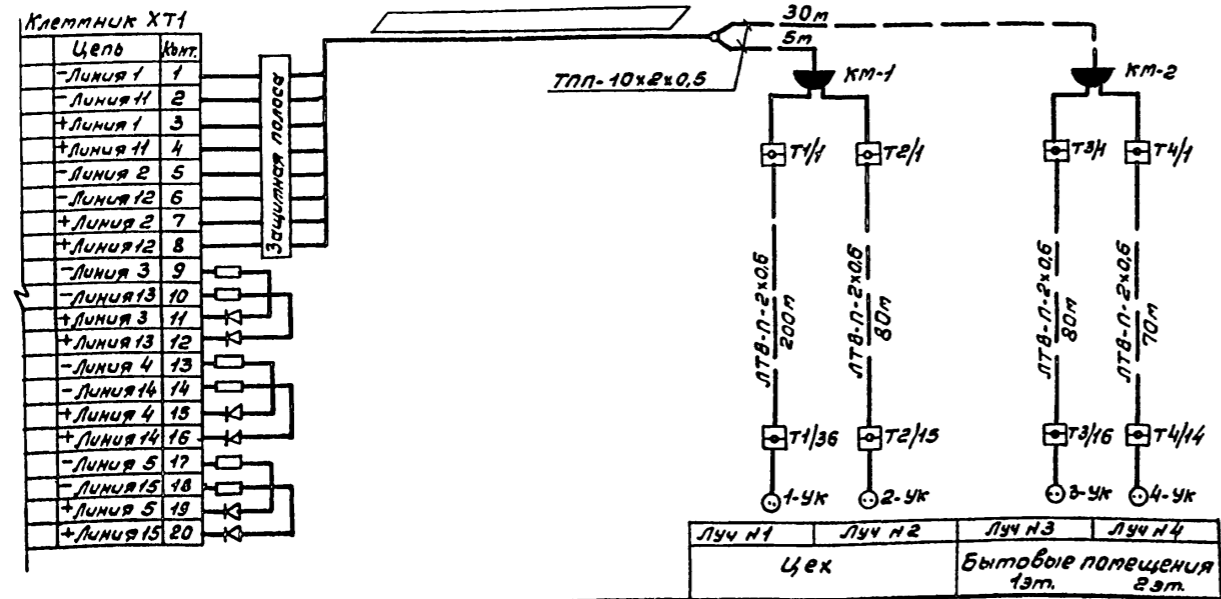 Клеммник XT1
Цепь Конт.
-Линия 1 1
-Линия 11 2
+Линия 1 3
+Линия 11 4
-Линия 2 5
-Линия 12 6
+Линия 2 7
+Линия 12 8
-Линия 3 9
-Линия 13 10
+Линия 3 11
+Линия 13 12
-Линия 4 13
-Линия 14 14
+Линия 4 15
+Линия 14 16
-Линия 5 17
-Линия 15 18
+Линия 5 19
+Линия 15 20
Защитная полоса
30м
5м
ТПП-10х2х0,5
КМ-1
КМ-2
Т1/1
Т2/1
Т3/1
Т4/1
ЛТВ-П-2х0,6
200м
ЛТВ-П-2х0,6
80м
ЛТВ-П-2х0,6
80м
ЛТВ-П-2х0,6
70м
Т1/36
Т2/15
Т3/16
Т4/14
1-УК
2-УК
3-УК
4-УК
Луч N1 Луч N2 Луч N3 Луч N4
Цех
Бытовые помещения
1эт. 2эт.